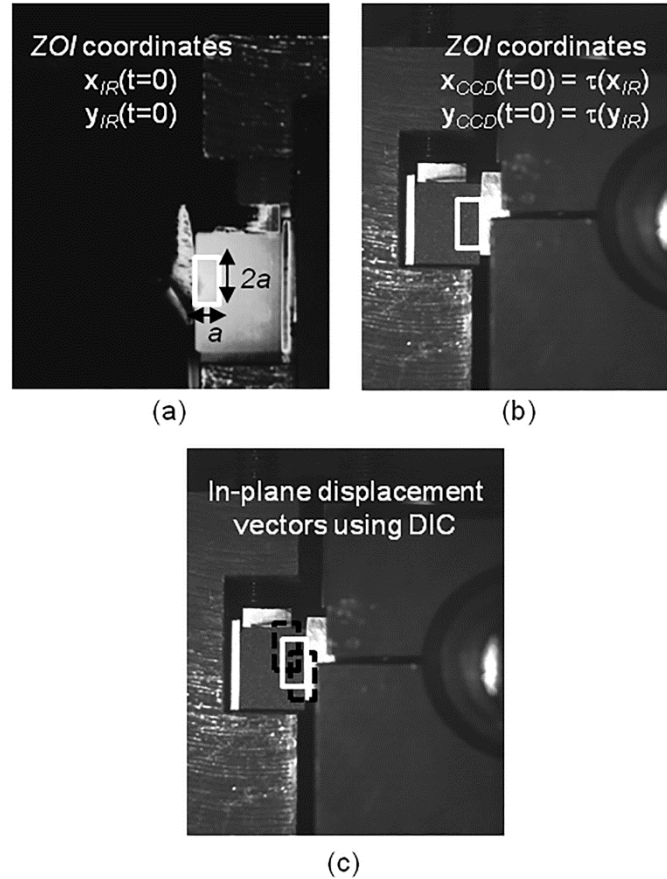 ZOI coordinates
x_IR(t=0)
y_IR(t=0)
2a
a
(a)
ZOI coordinates
x_CCD(t=0) = τ(x_IR)
y_CCD(t=0) = τ(y_IR)
(b)
In-plane displacement
vectors using DIC
(c)